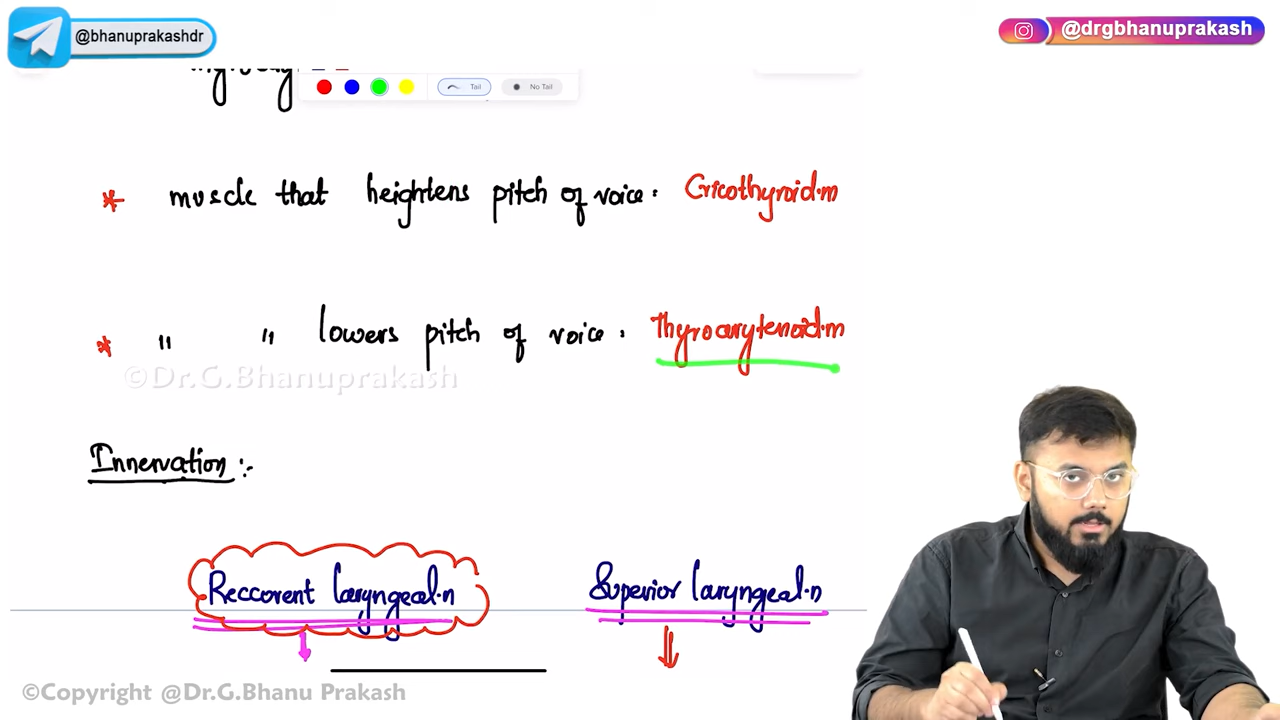 @bhanuprakashdr
@drgbhanuprakash
Tail
No Tail
* muscle that heightens pitch of voice : Cricothyroid.m
* " " lowers pitch of voice : Thyroarytenoid.m
©Dr.G.Bhanuprakash
Innervation :-
Reccorent laryngeal.n
Superior laryngeal.n
©Copyright @Dr.G.Bhanu Prakash